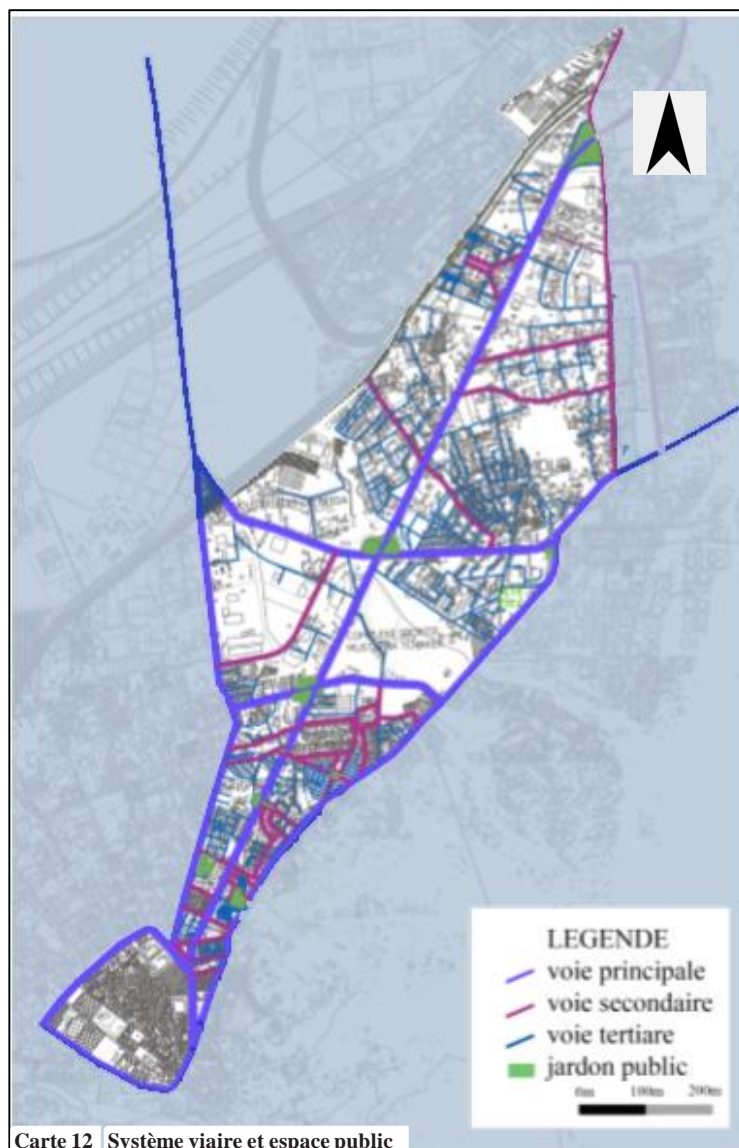 LEGENDE
voie principale
voie secondaire
voie tertiare
jardon public
0m 100m 200m
Carte 12 Système viaire et espace public